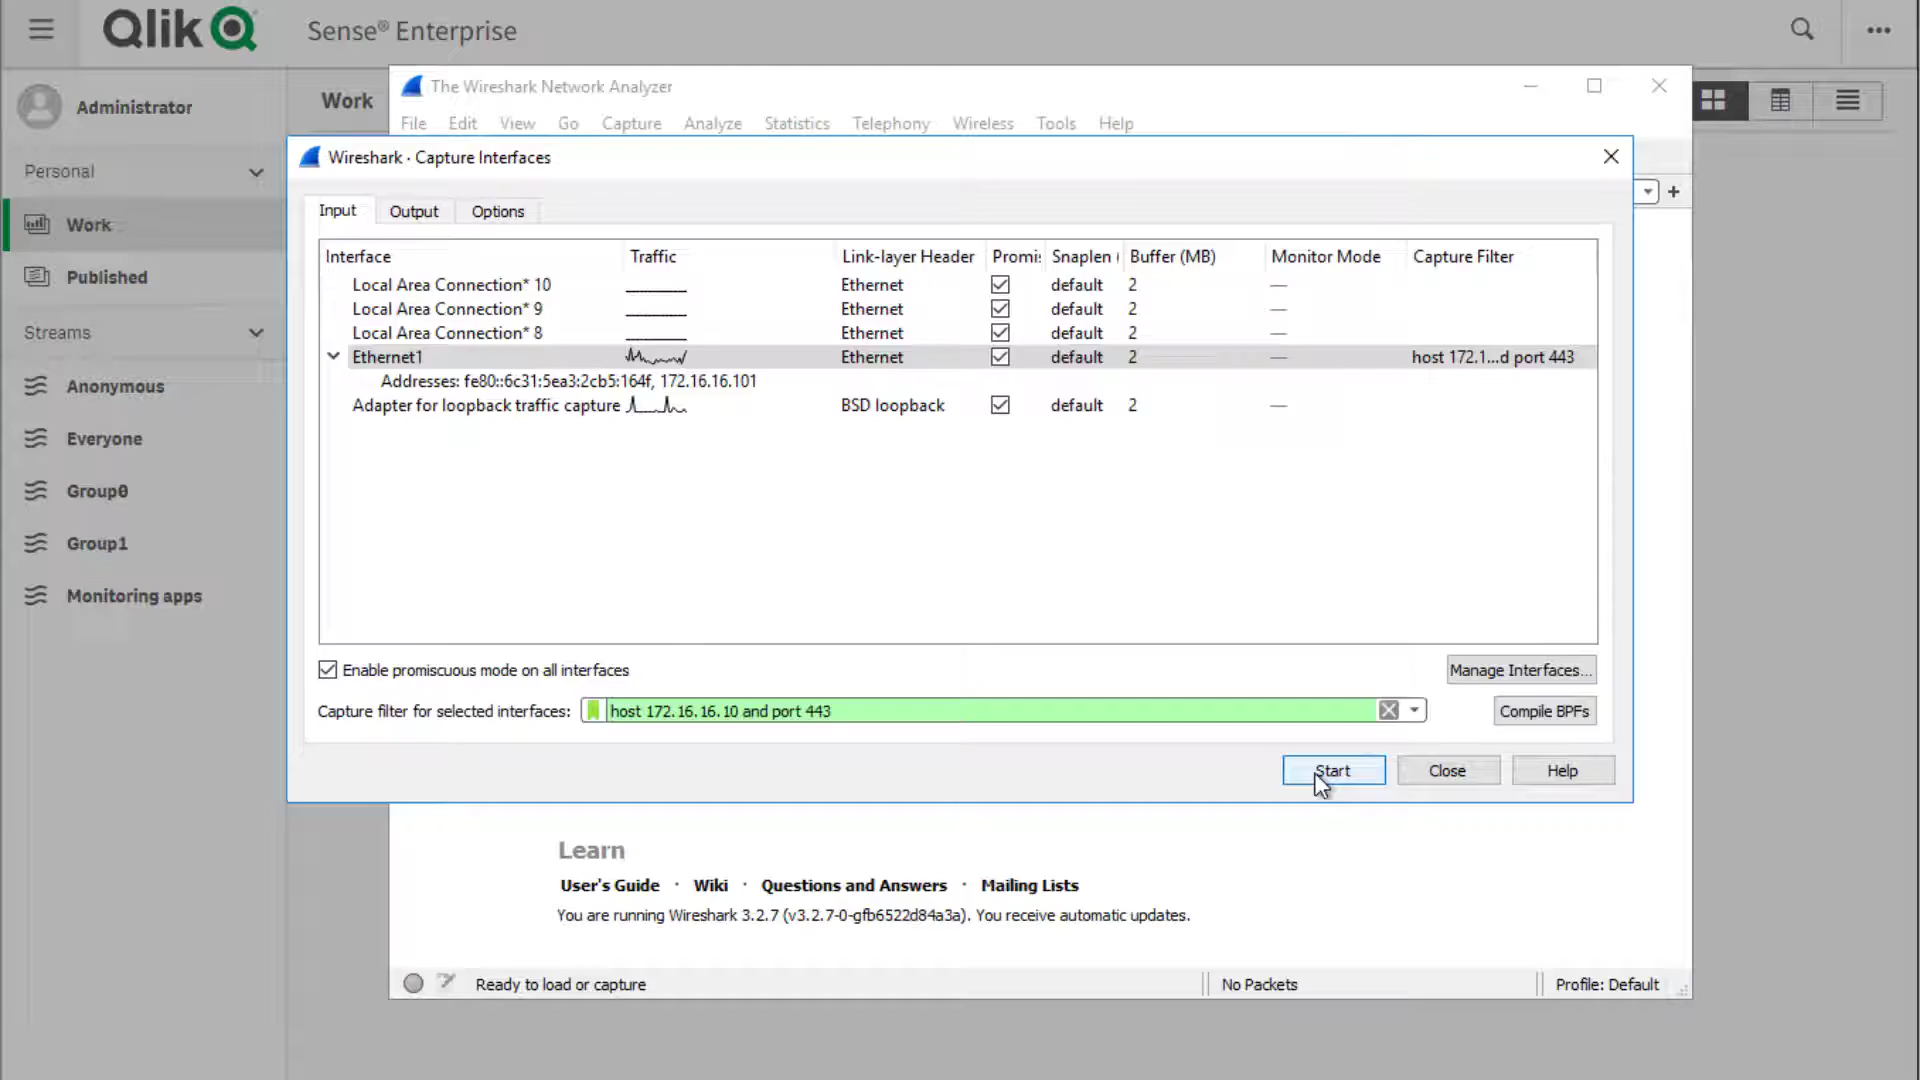 Qlik
Sense® Enterprise
Administrator
Personal
Work
Published
Streams
Anonymous
Everyone
Group0
Group1
Monitoring apps
Work
The Wireshark Network Analyzer
File Edit View Go Capture Analyze Statistics Telephony Wireless Tools Help
Wireshark · Capture Interfaces
Input Output Options
Interface Traffic Link-layer Header Promi Snaplen Buffer (MB) Monitor Mode Capture Filter
Local Area Connection* 10 Ethernet default 2 —
Local Area Connection* 9 Ethernet default 2 —
Local Area Connection* 8 Ethernet default 2 —
Ethernet1 Ethernet default 2 — host 172.1...d port 443
Addresses: fe80::6c31:5ea3:2cb5:164f, 172.16.16.101
Adapter for loopback traffic capture BSD loopback default 2 —
Enable promiscuous mode on all interfaces
Manage Interfaces...
Capture filter for selected interfaces: host 172.16.16.10 and port 443
Compile BPFs
Start Close Help
Learn
User's Guide · Wiki · Questions and Answers · Mailing Lists
You are running Wireshark 3.2.7 (v3.2.7-0-gfb6522d84a3a). You receive automatic updates.
Ready to load or capture No Packets Profile: Default